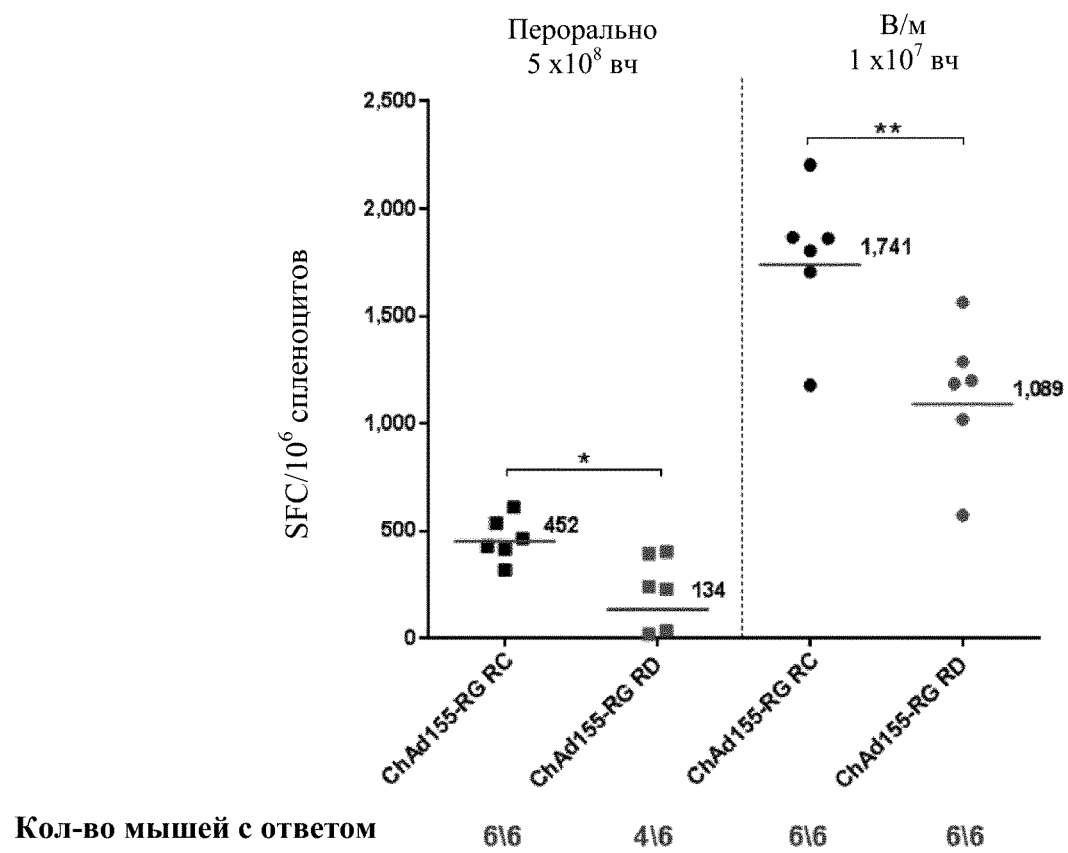 Перорально
5 x10⁸ вч
В/м
1 x10⁷ вч
2,500
2,000
1,500
1,000
500
0
SFC/10⁶ спленоцитов
*
**
452
134
1,741
1,089
ChAd155-RG RC
ChAd155-RG RD
ChAd155-RG RC
ChAd155-RG RD
Кол-во мышей с ответом 6\6 4\6 6\6 6\6